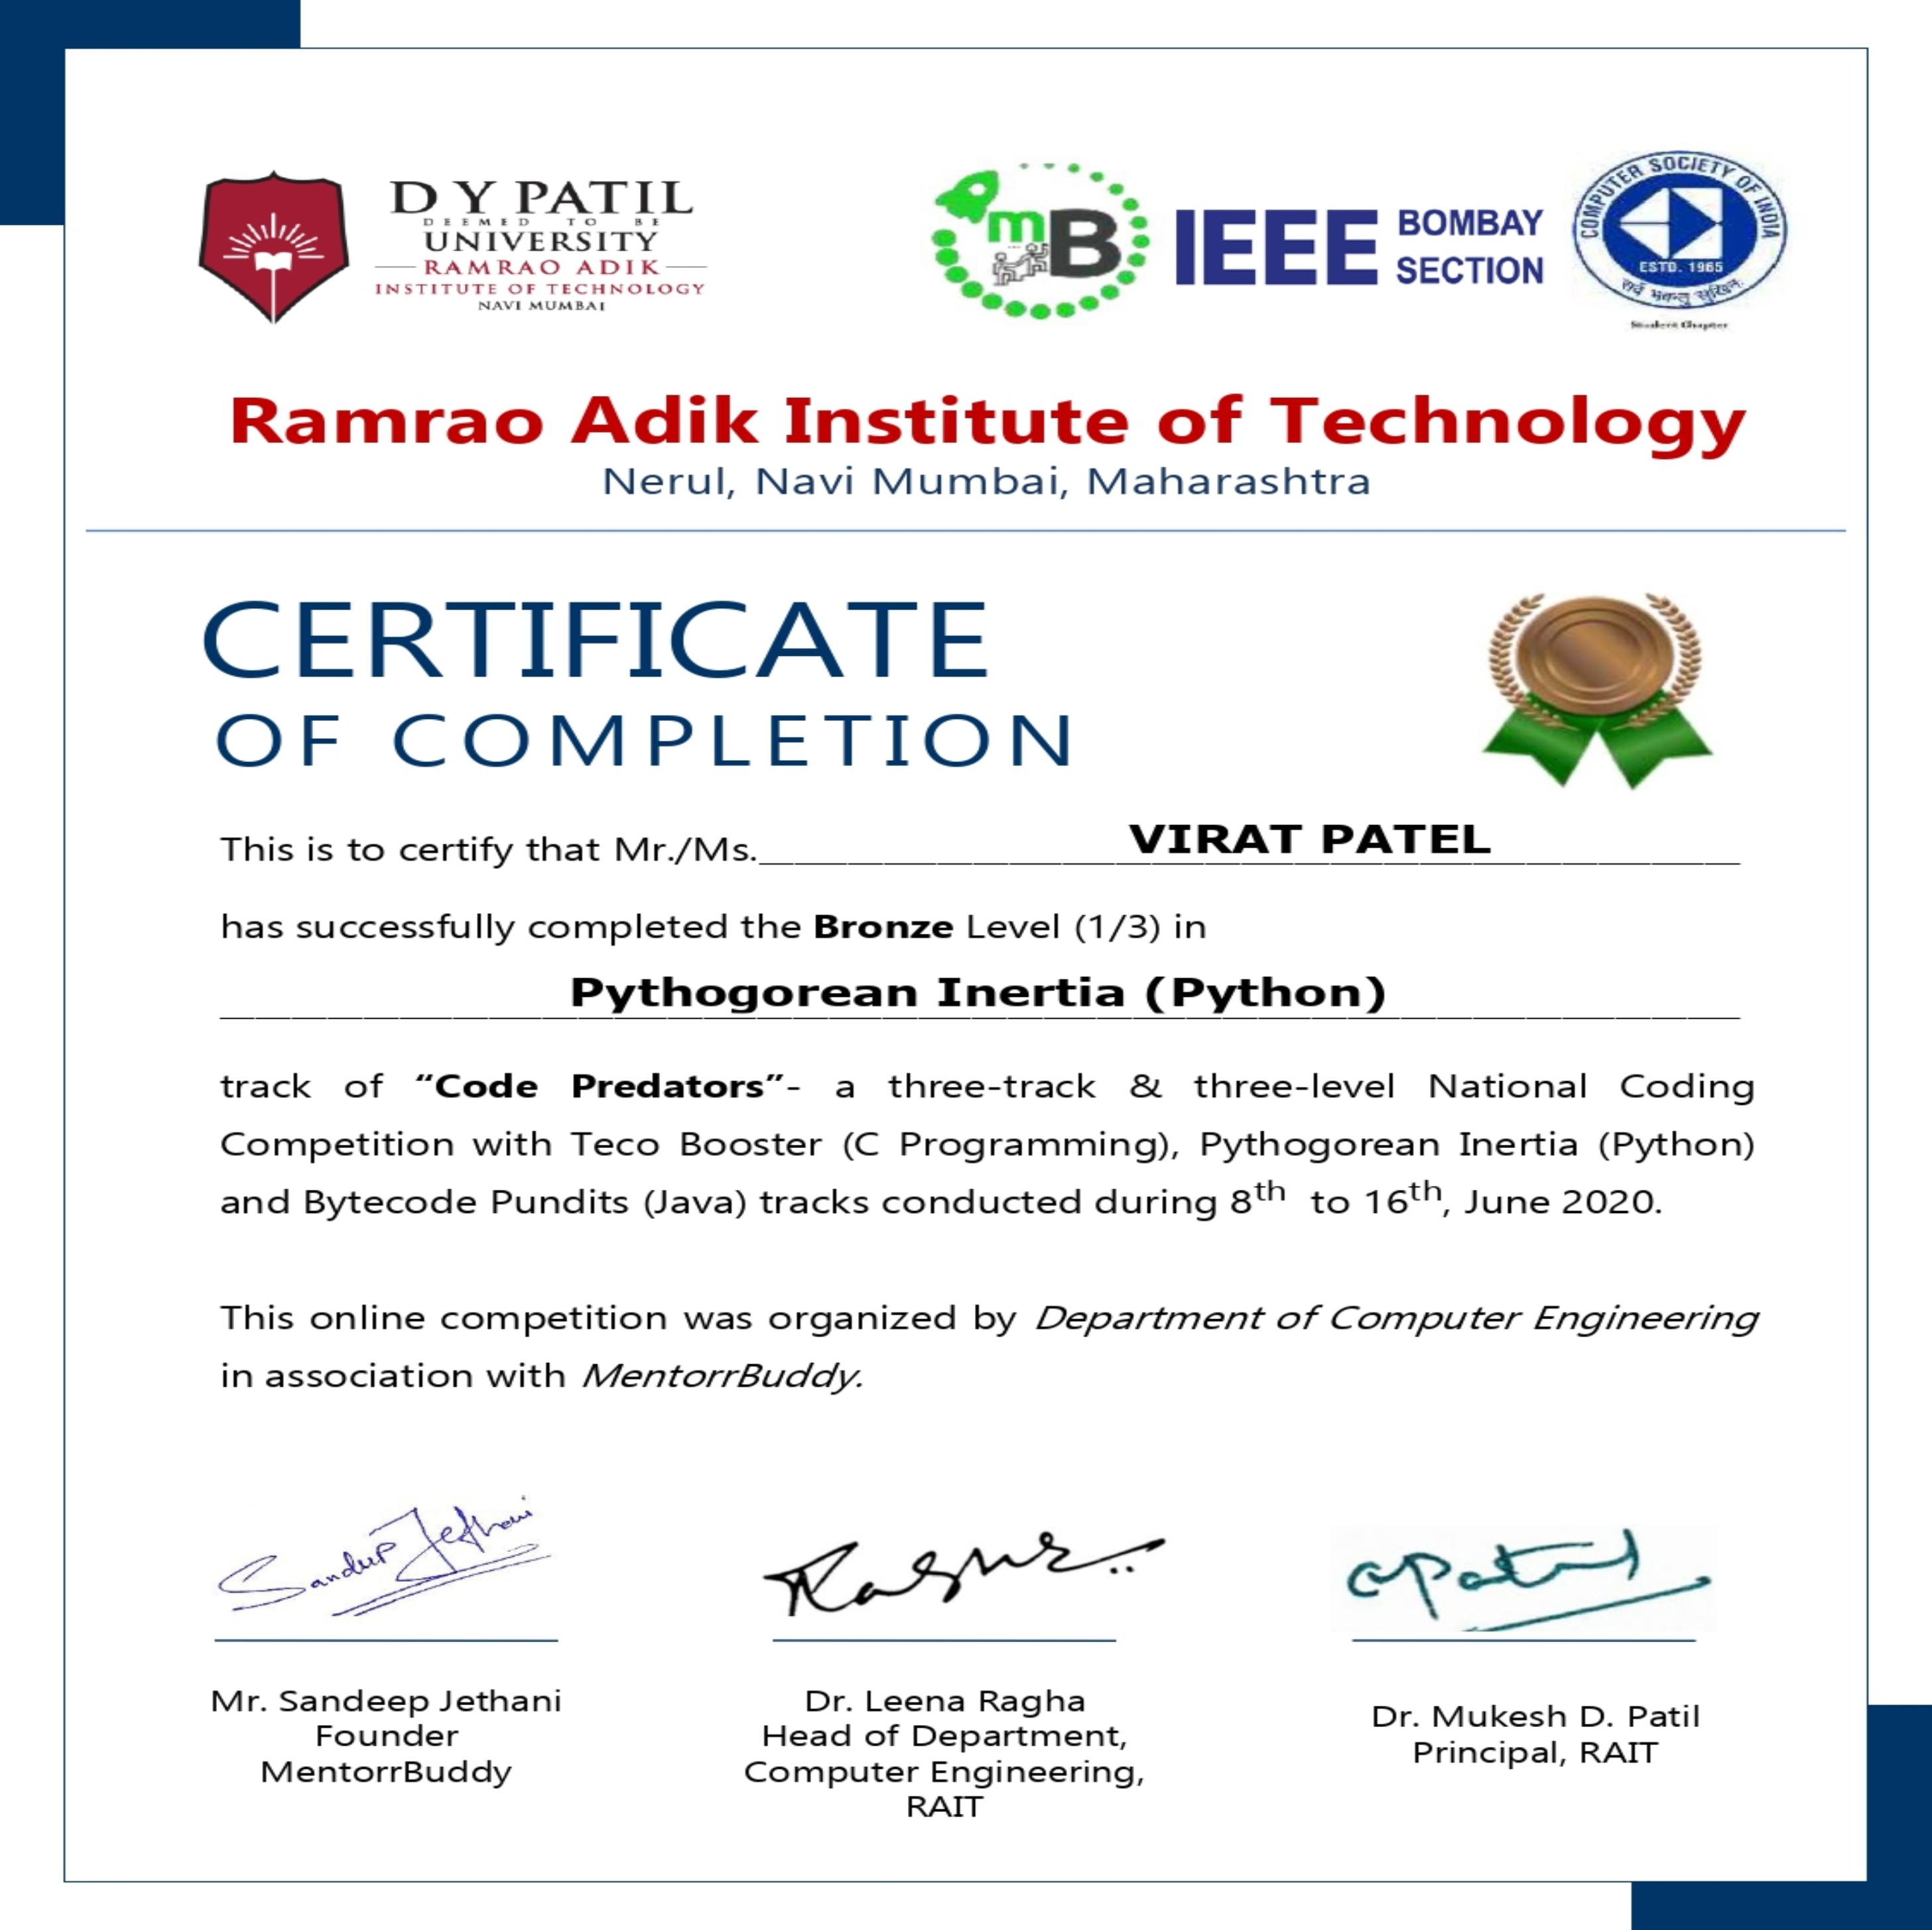 D Y PATIL
DEEMED TO BE
UNIVERSITY
RAMRAO ADIK
INSTITUTE OF TECHNOLOGY
NAVI MUMBAI
mB
IEEE BOMBAY
SECTION
COMPUTER SOCIETY OF INDIA
ESTD. 1965
Student Chapter
Ramrao Adik Institute of Technology
Nerul, Navi Mumbai, Maharashtra
CERTIFICATE
OF COMPLETION
This is to certify that Mr./Ms. VIRAT PATEL
has successfully completed the Bronze Level (1/3) in
Pythogorean Inertia (Python)
track of “Code Predators”- a three-track & three-level National Coding
Competition with Teco Booster (C Programming), Pythogorean Inertia (Python)
and Bytecode Pundits (Java) tracks conducted during 8th to 16th, June 2020.
This online competition was organized by Department of Computer Engineering
in association with MentorrBuddy.
Sandeep Jethani
Mr. Sandeep Jethani
Founder
MentorrBuddy
Dr. Leena Ragha
Head of Department,
Computer Engineering,
RAIT
Dr. Mukesh D. Patil
Principal, RAIT